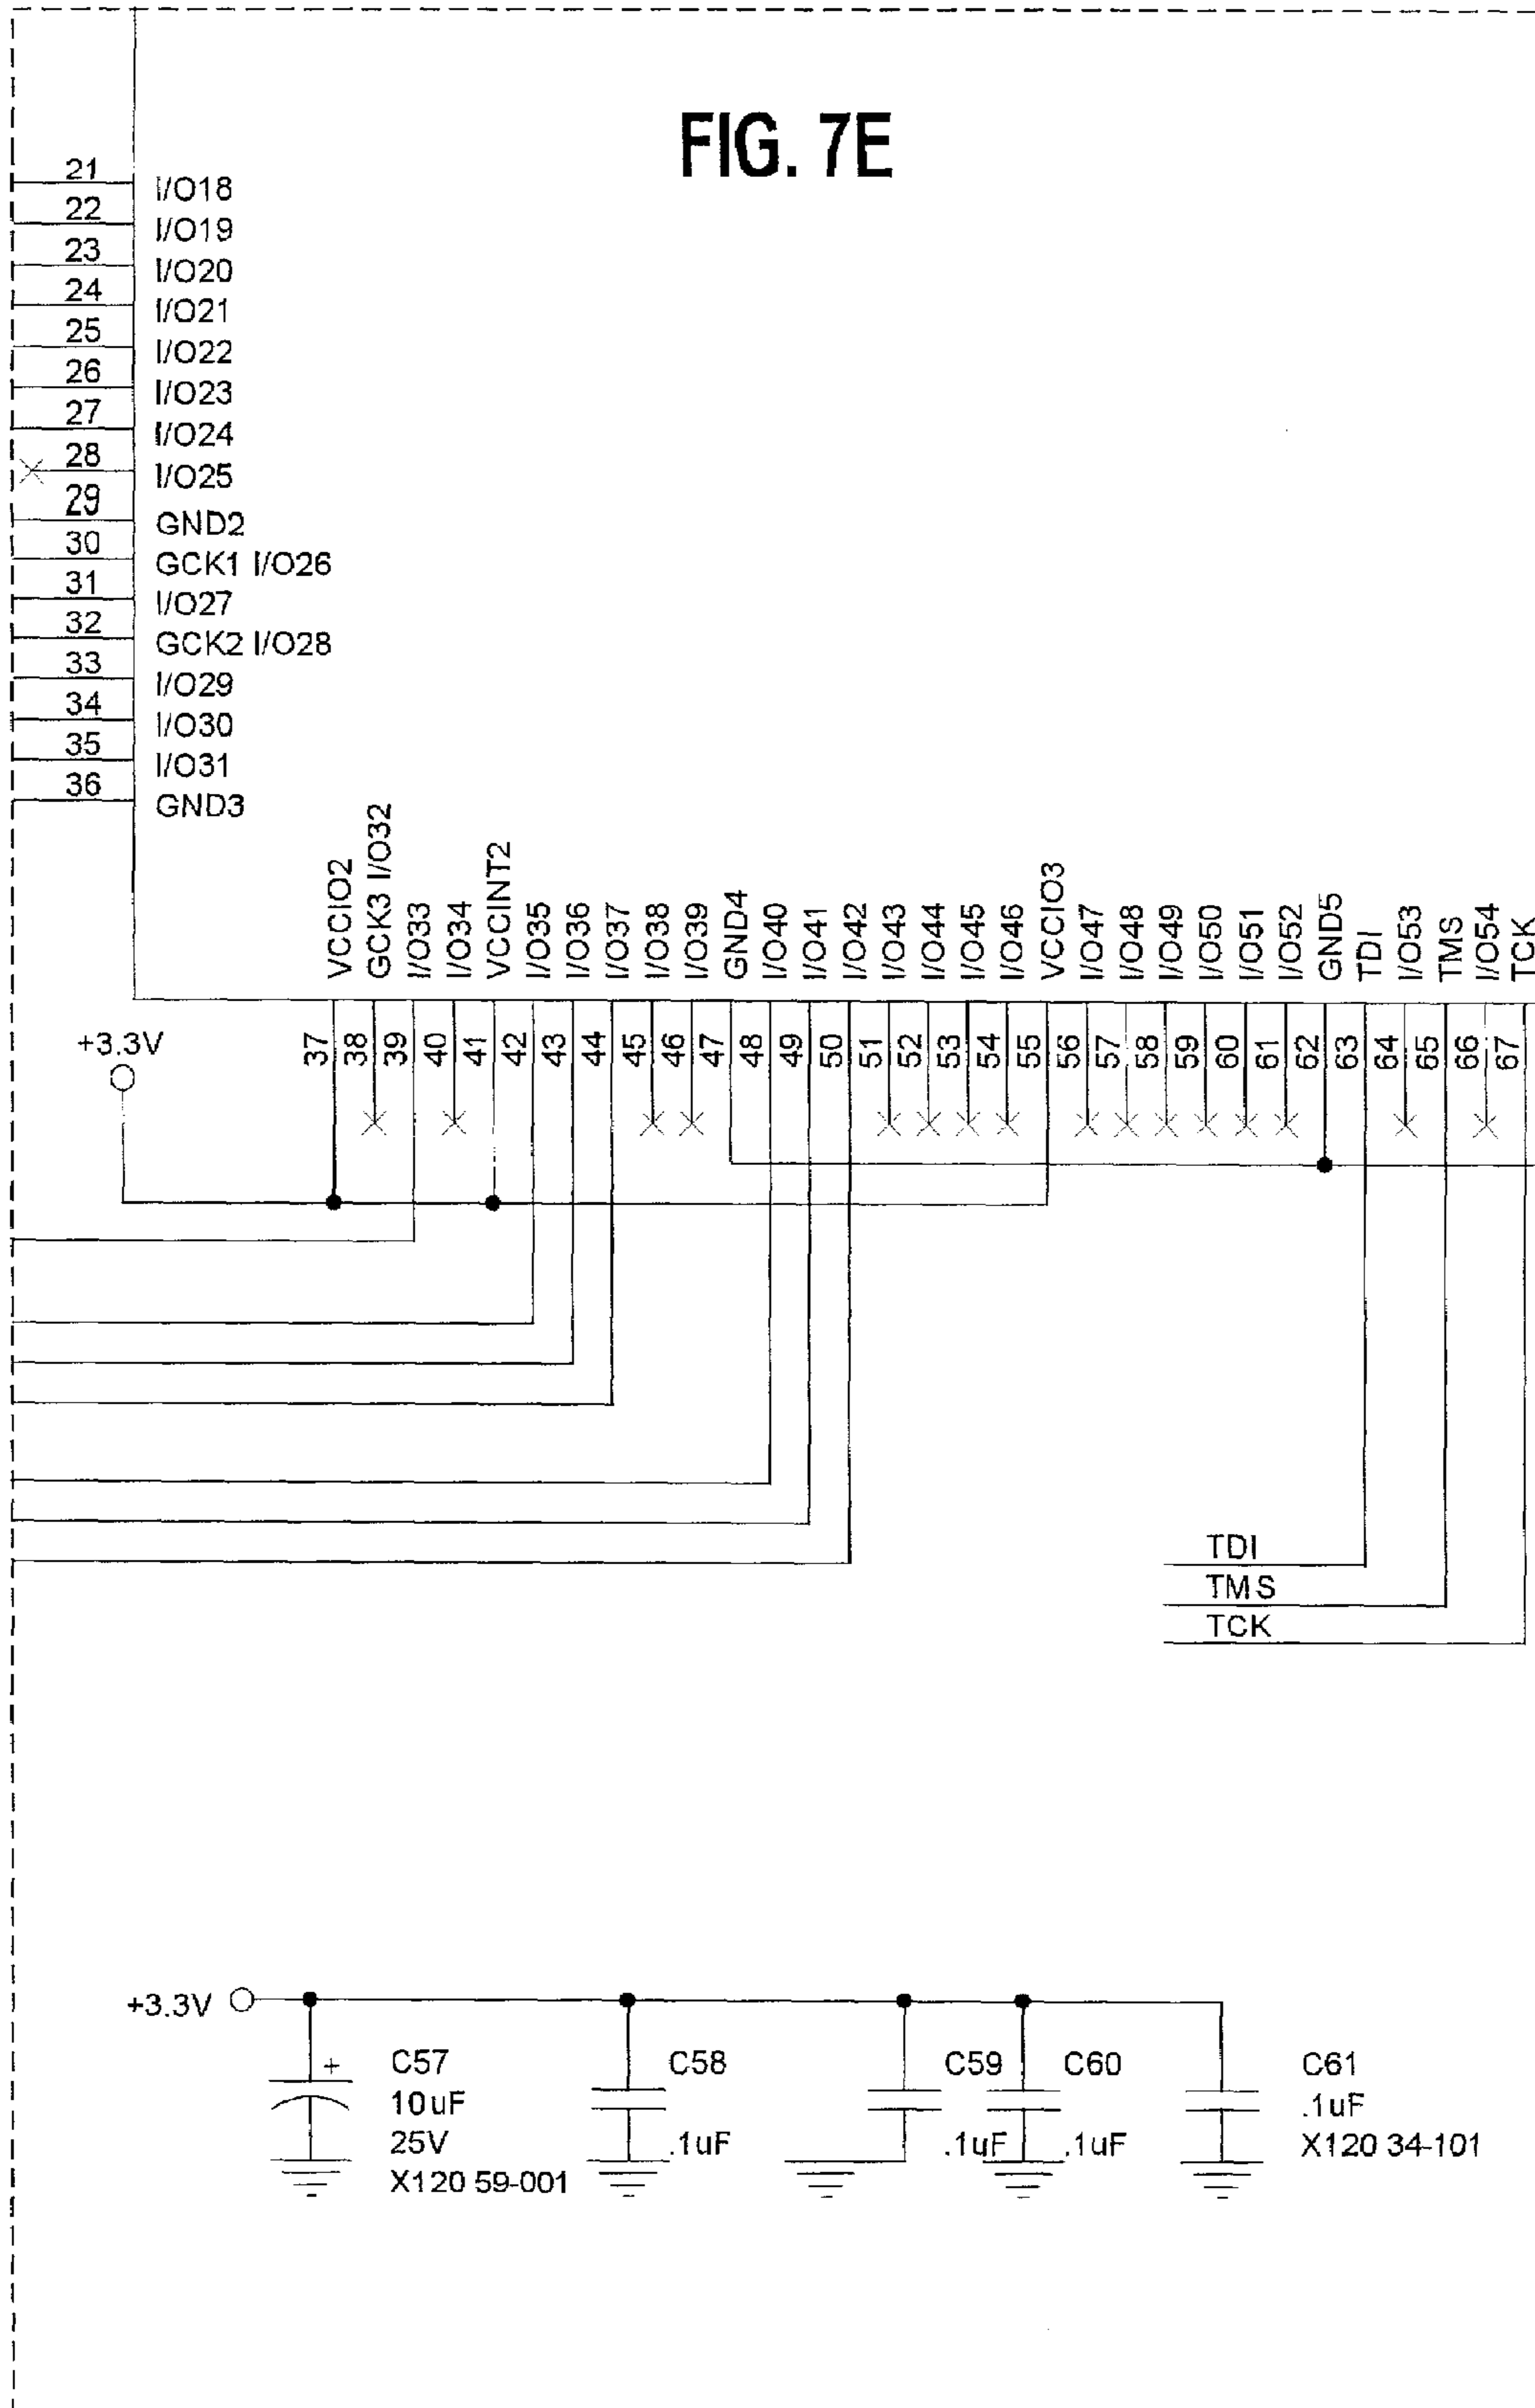 FIG. 7E
21 I/O18
22 I/O19
23 I/O20
24 I/O21
25 I/O22
26 I/O23
27 I/O24
28 I/O25
29 GND2
30 GCK1 I/O26
31 I/O27
32 GCK2 I/O28
33 I/O29
34 I/O30
35 I/O31
36 GND3
VCCIO2
GCK3 I/O32
I/O33
I/O34
VCCINT2
I/O35
I/O36
I/O37
I/O38
I/O39
GND4
I/O40
I/O41
I/O42
I/O43
I/O44
I/O45
I/O46
VCCIO3
I/O47
I/O48
I/O49
I/O50
I/O51
I/O52
GND5
TDI
I/O53
TMS
I/O54
TCK
+3.3V
37
38
39
40
41
42
43
44
45
46
47
48
49
50
51
52
53
54
55
56
57
58
59
60
61
62
63
64
65
66
67
TDI
TMS
TCK
+3.3V
+
C57
10uF
25V
X120 59-001
C58
.1uF
C59
.1uF
C60
.1uF
C61
.1uF
X120 34-101